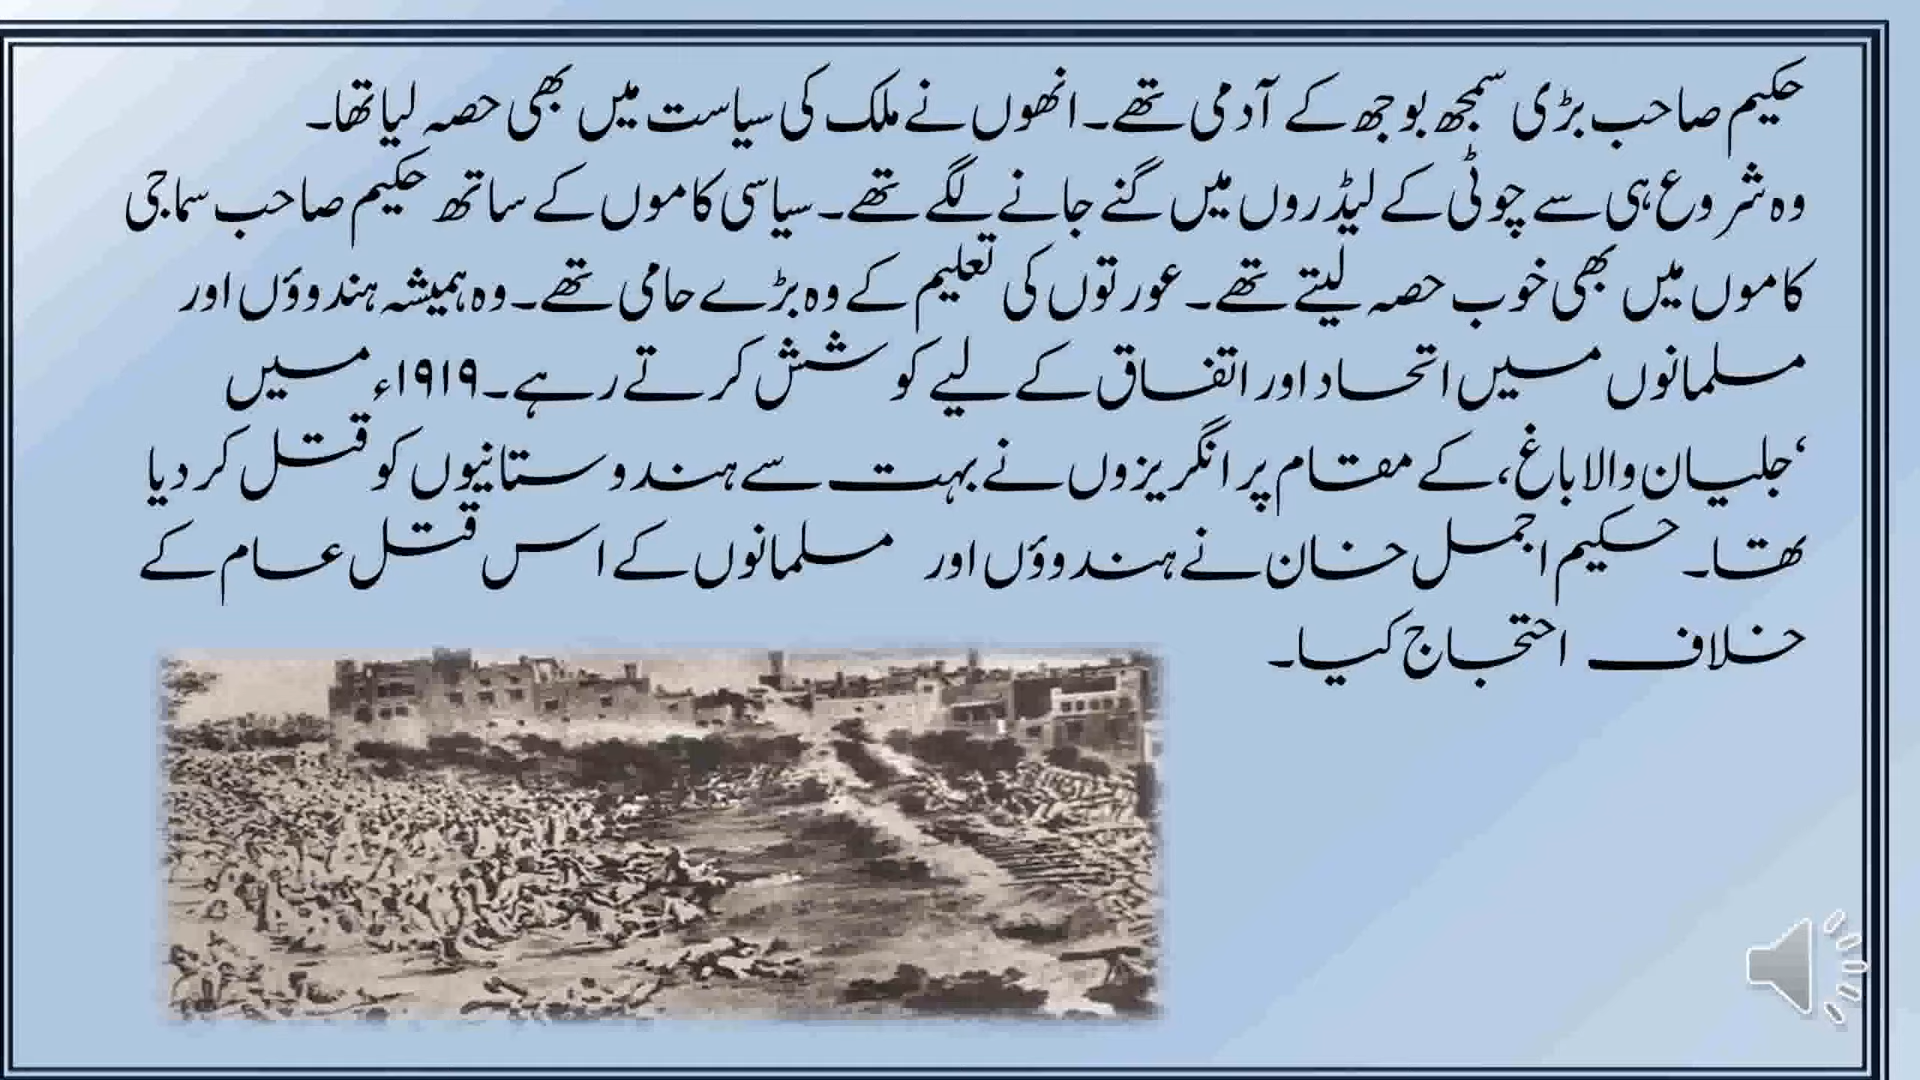 حکیم صاحب بڑی سمجھ بوجھ کے آدمی تھے۔ انھوں نے ملک کی سیاست میں بھی حصہ لیا تھا۔
وہ شروع ہی سے چوٹی کے لیڈروں میں گنے جانے لگے تھے۔ سیاسی کاموں کے ساتھ حکیم صاحب سماجی
کاموں میں بھی خوب حصہ لیتے تھے۔ عورتوں کی تعلیم کے وہ بڑے حامی تھے۔ وہ ہمیشہ ہندوؤں اور
مسلمانوں میں اتحاد اور اتفاق کے لیے کوشش کرتے رہے۔ ۱۹۱۹ء میں
‘جلیان والا باغ، کے مقام پر انگریزوں نے بہت سے ہندوستانیوں کو قتل کر دیا
تھا۔ حکیم اجمل خان نے ہندوؤں اور مسلمانوں کے اس قتل عام کے
خلاف احتجاج کیا۔